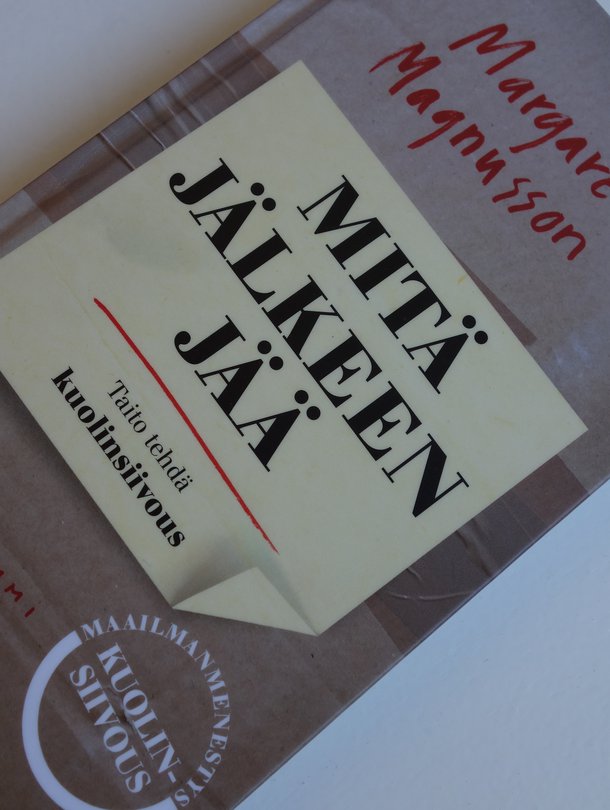 Margare
Magnusson
MITÄ
JÄLKEEN
JÄÄ
Taito tehdä
kuolinsiivous
MAAILMANMENESTYS
KUOLIN-
SIIVOUS